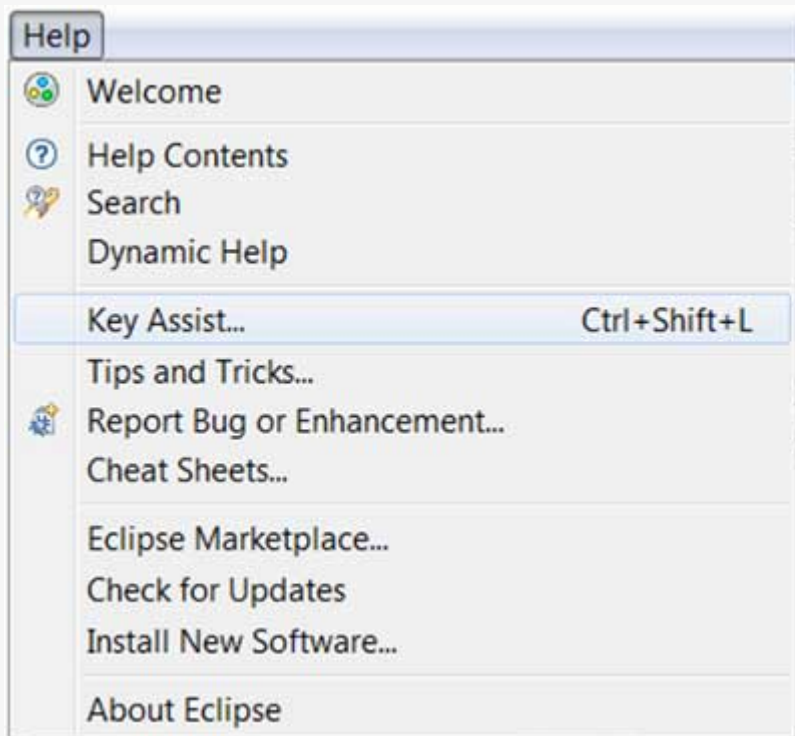 Help
Welcome
Help Contents
Search
Dynamic Help
Key Assist... Ctrl+Shift+L
Tips and Tricks...
Report Bug or Enhancement...
Cheat Sheets...
Eclipse Marketplace...
Check for Updates
Install New Software...
About Eclipse